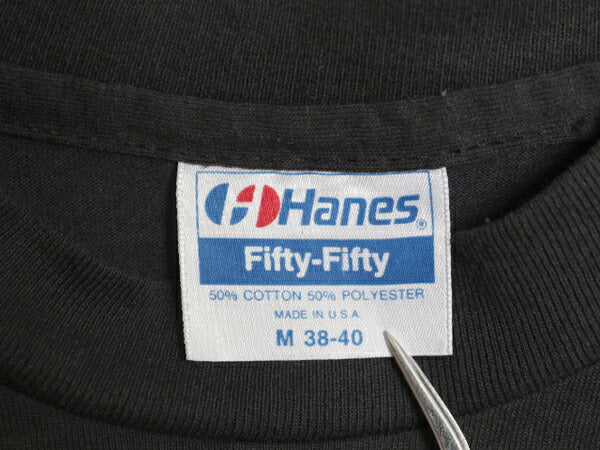 Hanes®
Fifty-Fifty
50% COTTON 50% POLYESTER
MADE IN U.S.A.
M 38-40